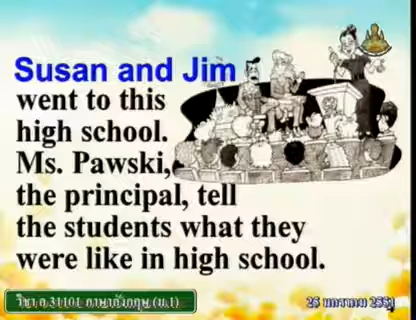 Susan and Jim
went to this
high school.
Ms. Pawski,
the principal, tell
the students what they
were like in high school.
วิชา อ 31101 ภาษาอังกฤษ (ม.1)
25 มกราคม 2551